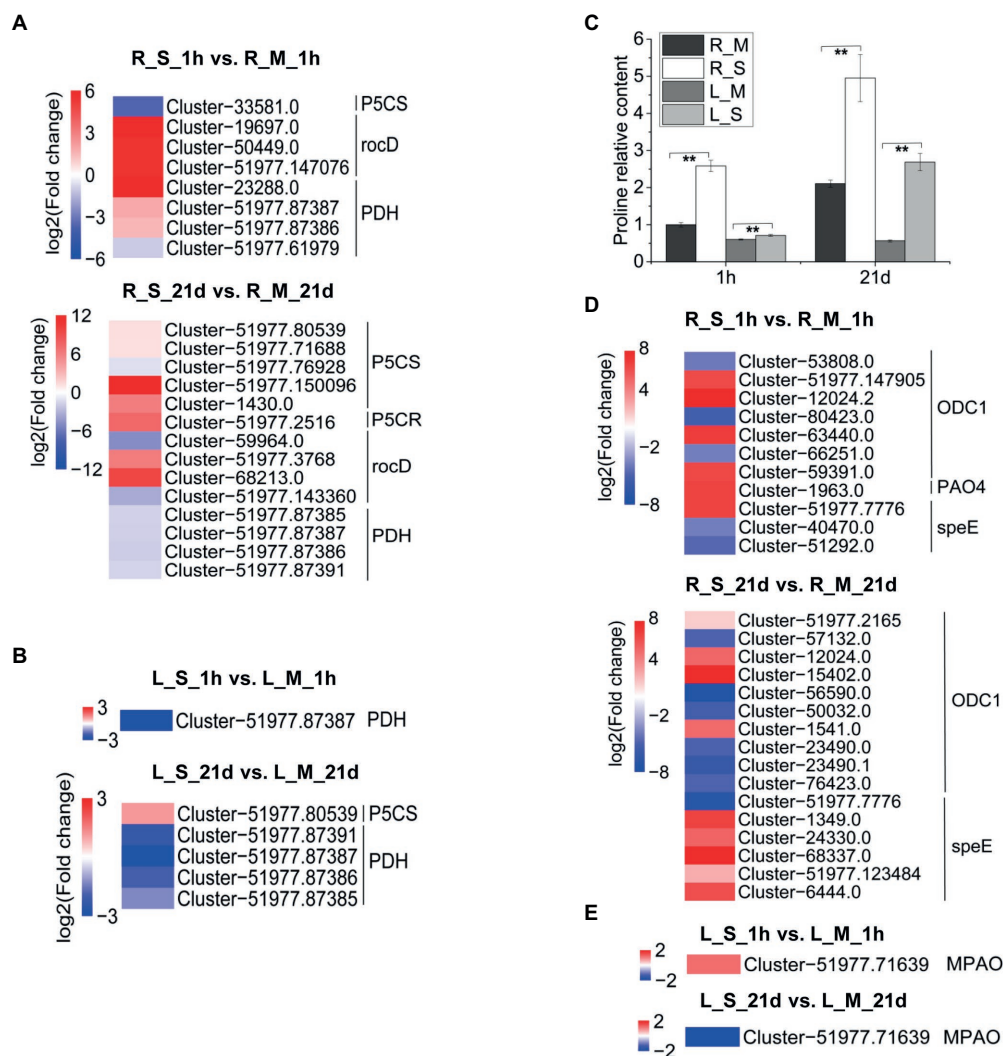 A
R_S_1h vs. R_M_1h
log2(Fold change)
6
3
0
−3
−6
Cluster−33581.0
Cluster−19697.0
Cluster−50449.0
Cluster−51977.147076
Cluster−23288.0
Cluster−51977.87387
Cluster−51977.87386
Cluster−51977.61979
P5CS
rocD
PDH
R_S_21d vs. R_M_21d
log2(Fold change)
12
6
0
−6
−12
Cluster−51977.80539
Cluster−51977.71688
Cluster−51977.76928
Cluster−51977.150096
Cluster−1430.0
Cluster−51977.2516
Cluster−59964.0
Cluster−51977.3768
Cluster−68213.0
Cluster−51977.143360
Cluster−51977.87385
Cluster−51977.87387
Cluster−51977.87386
Cluster−51977.87391
P5CS
P5CR
rocD
PDH
B
L_S_1h vs. L_M_1h
3
−3
Cluster−51977.87387 PDH
L_S_21d vs. L_M_21d
log2(Fold change)
3
−3
Cluster−51977.80539
Cluster−51977.87391
Cluster−51977.87387
Cluster−51977.87386
Cluster−51977.87385
P5CS
PDH
C
Proline relative content
6
5
4
3
2
1
0
R_M
R_S
L_M
L_S
**
**
**
**
1h
21d
D
R_S_1h vs. R_M_1h
log2(Fold change)
8
4
−2
−8
Cluster−53808.0
Cluster−51977.147905
Cluster−12024.2
Cluster−80423.0
Cluster−63440.0
Cluster−66251.0
Cluster−59391.0
Cluster−1963.0
Cluster−51977.7776
Cluster−40470.0
Cluster−51292.0
ODC1
PAO4
speE
R_S_21d vs. R_M_21d
log2(Fold change)
8
4
−2
−8
Cluster−51977.2165
Cluster−57132.0
Cluster−12024.0
Cluster−15402.0
Cluster−56590.0
Cluster−50032.0
Cluster−1541.0
Cluster−23490.0
Cluster−23490.1
Cluster−76423.0
Cluster−51977.7776
Cluster−1349.0
Cluster−24330.0
Cluster−68337.0
Cluster−51977.123484
Cluster−6444.0
ODC1
speE
E
L_S_1h vs. L_M_1h
2
−2
Cluster−51977.71639 MPAO
L_S_21d vs. L_M_21d
2
−2
Cluster−51977.71639 MPAO